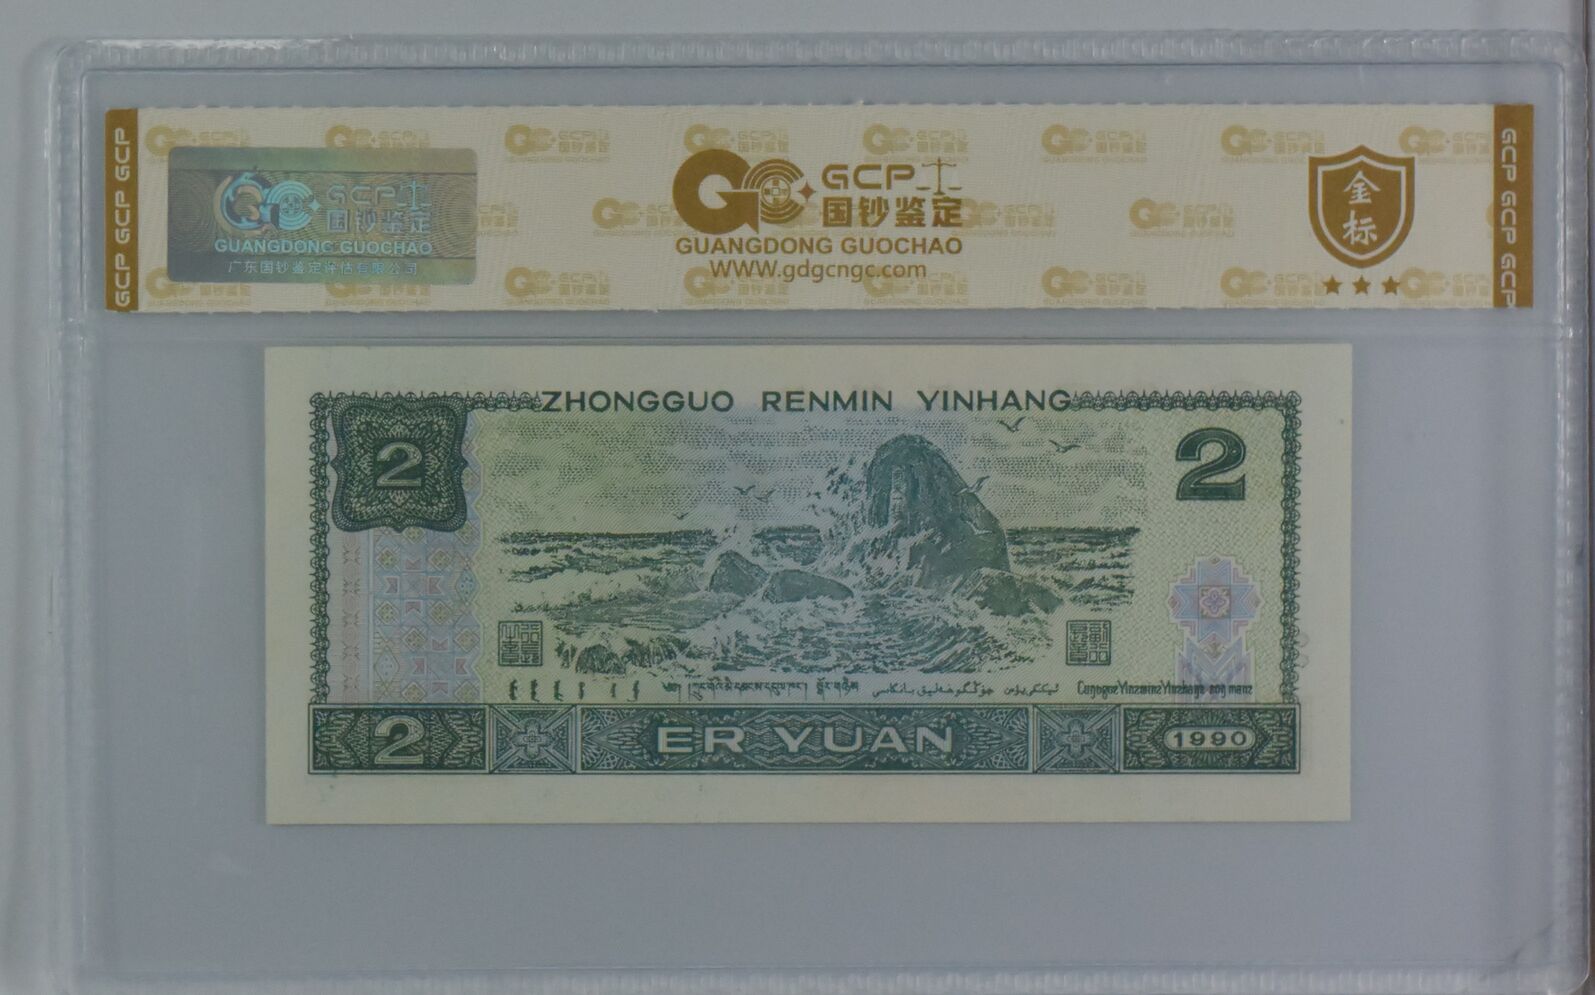 GCP GCP GCP
GCP
国钞鉴定
GUANGDONG GUOCHAO
广东国钞鉴定评估有限公司
GCP
国钞鉴定
GUANGDONG GUOCHAO
WWW.gdgcngc.com
金标
GCP GCP GCP
ZHONGGUO RENMIN YINHANG
2
2
2
ER YUAN
1990